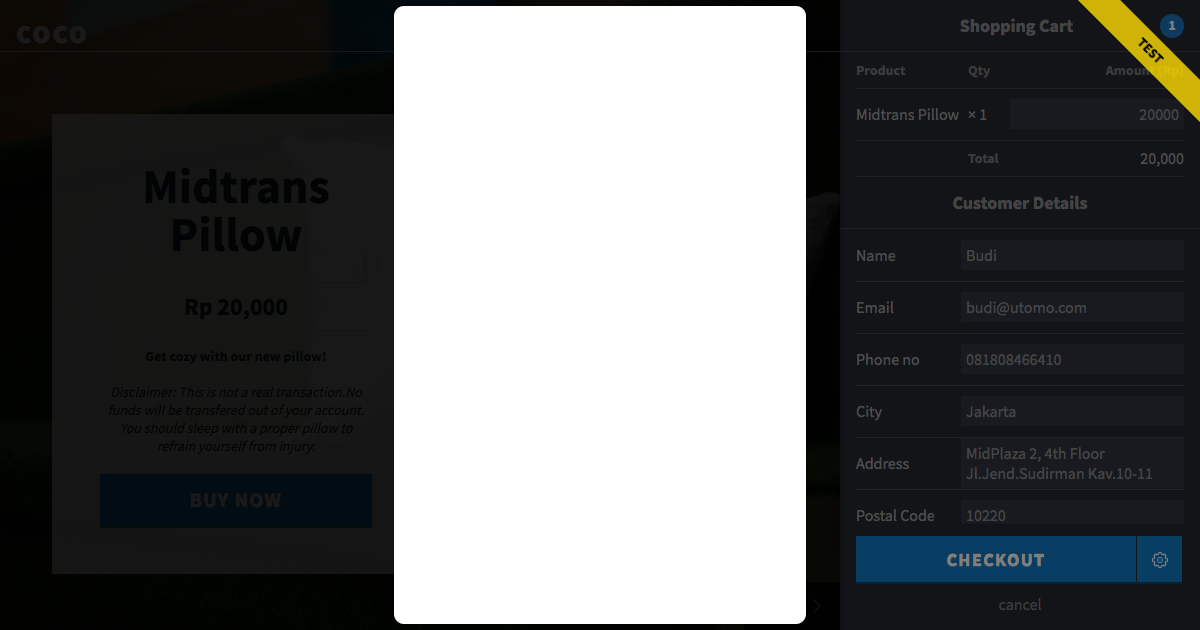 coco
Midtrans
Pillow
Rp 20,000
Get cozy with our new pillow!
Disclaimer: This is not a real transaction.No
funds will be transfered out of your account.
You should sleep with a proper pillow to
refrain yourself from injury.
BUY NOW
Shopping Cart 1
TEST
Product Qty Amount (Rp)
Midtrans Pillow × 1 20000
Total 20,000
Customer Details
Name Budi
Email budi@utomo.com
Phone no 081808466410
City Jakarta
Address MidPlaza 2, 4th Floor
Jl.Jend.Sudirman Kav.10-11
Postal Code 10220
CHECKOUT
cancel